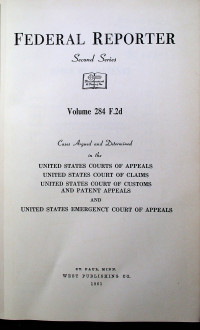 FEDERAL REPORTER
Second Series
Volume 284 F.2d
Cases Argued and Determined
in the
UNITED STATES COURTS OF APPEALS
UNITED STATES COURT OF CLAIMS
UNITED STATES COURT OF CUSTOMS
AND PATENT APPEALS
AND
UNITED STATES EMERGENCY COURT OF APPEALS
ST. PAUL, MINN.
WEST PUBLISHING CO.